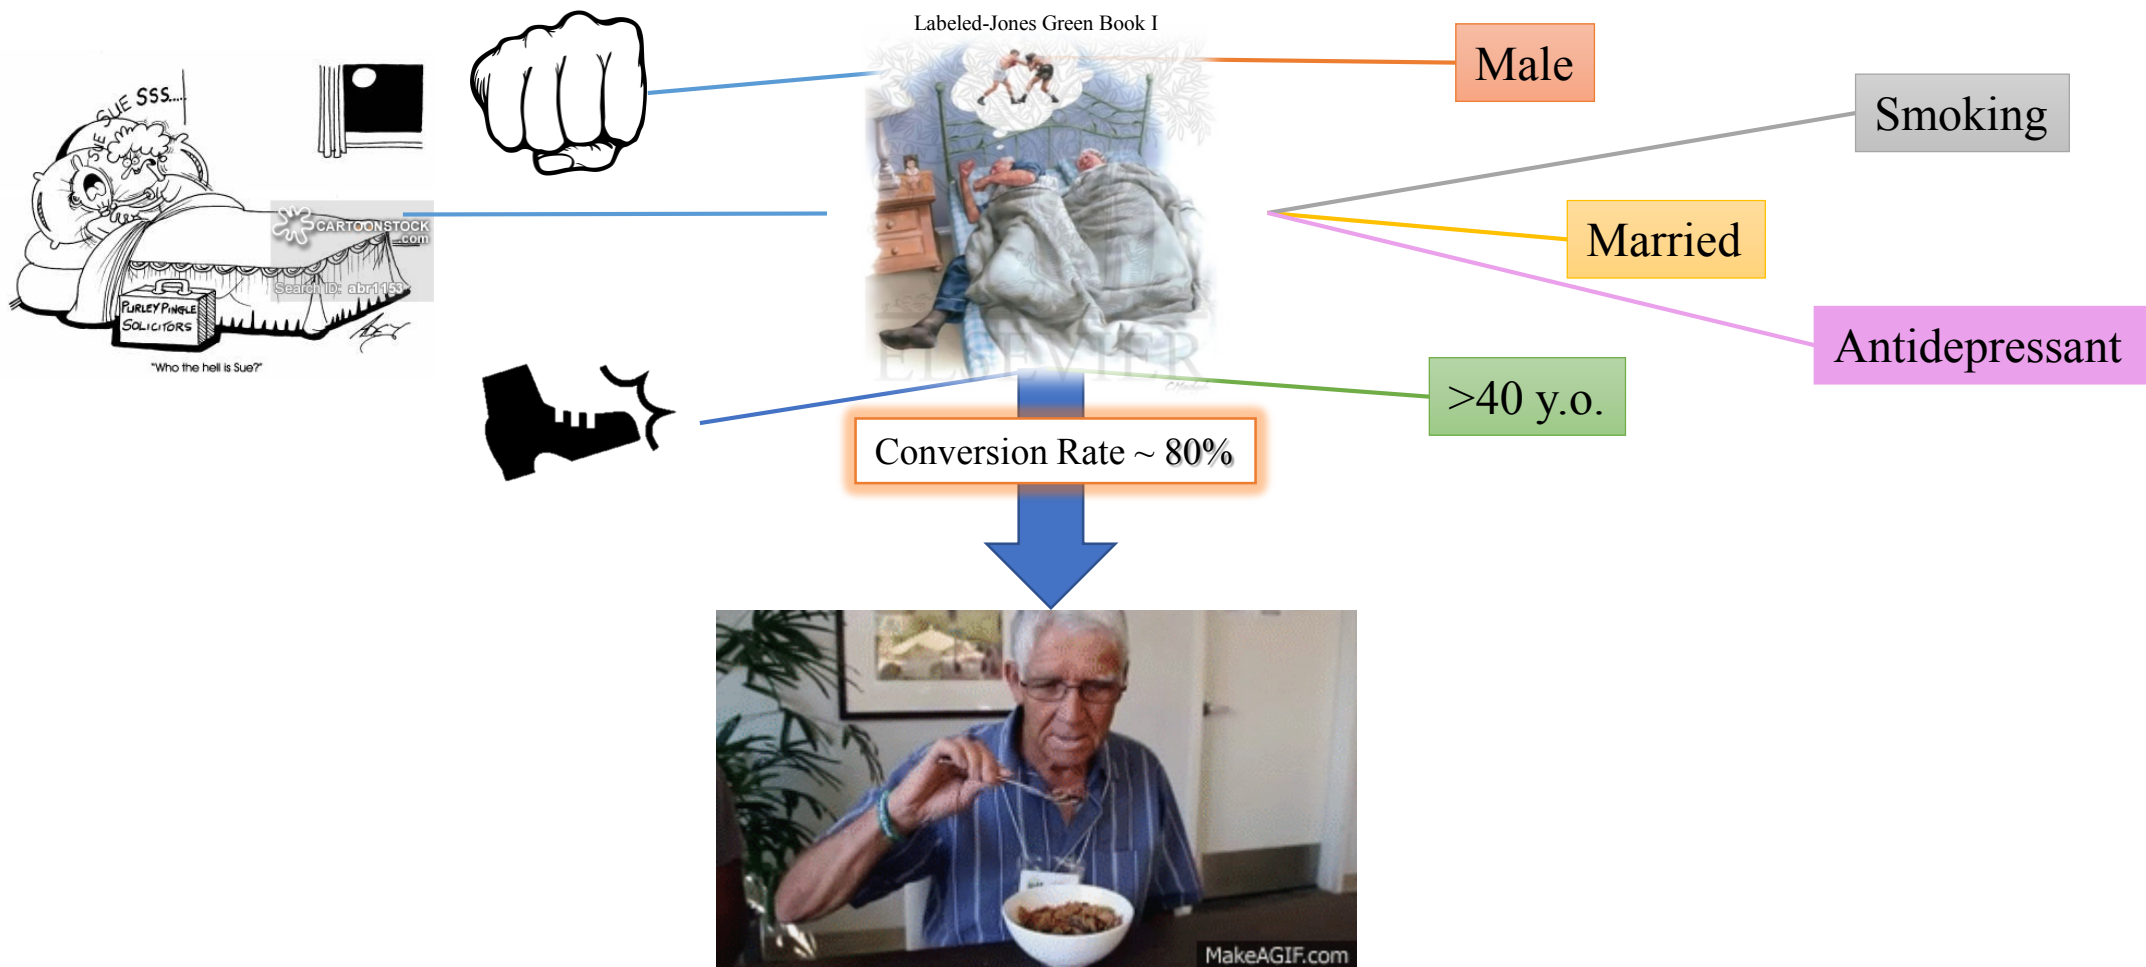 Labeled-Jones Green Book I
Male
Smoking
SUE SUE SSS.....
CARTOONSTOCK
.com
Search ID: abr1153
Married
PURLEY PINGLE
SOLICITORS
Antidepressant
"Who the hell is Sue?"
ELSEVIER
>40 y.o.
Conversion Rate ~ 80%
MakeAGIF.com